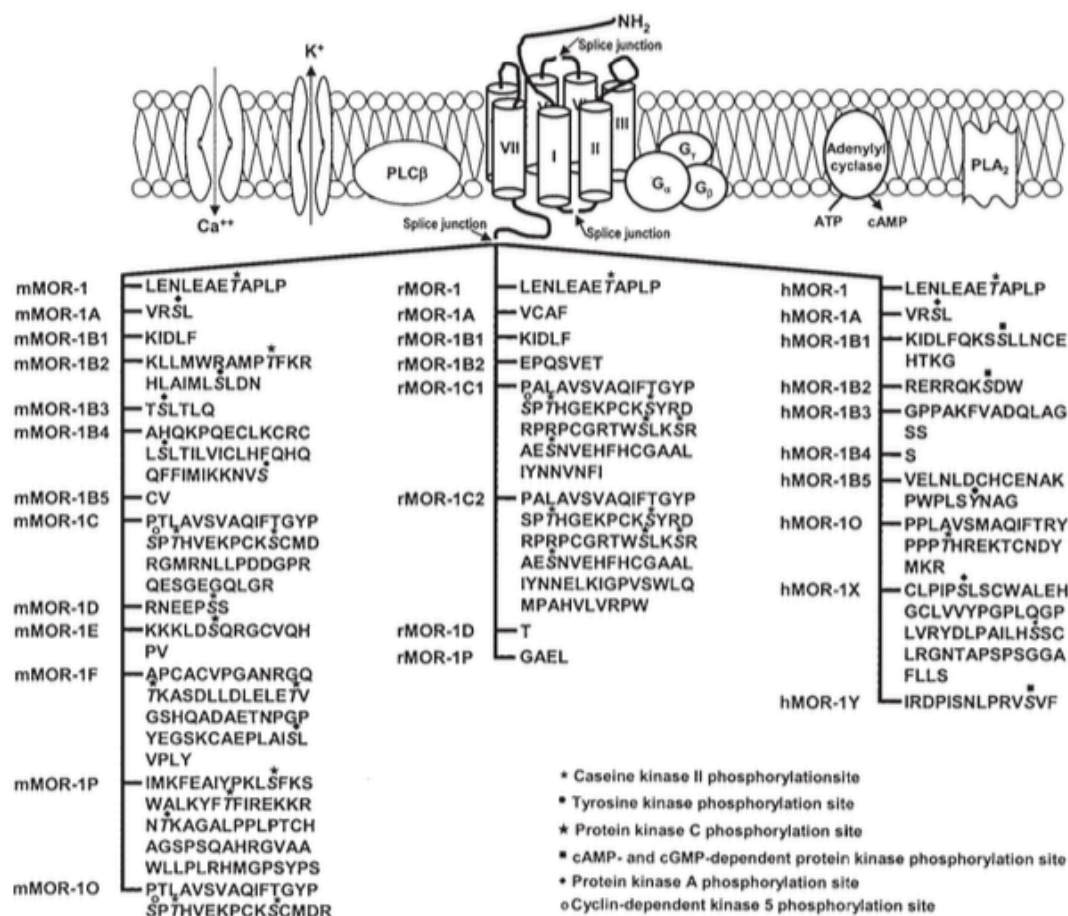 NH₂
Splice junction
K⁺
VII
I
II
III
Gγ
Gα
Gβ
PLCβ
Adenylyl
cyclase
PLA₂
Ca⁺⁺
ATP
cAMP
Splice junction
Splice junction
mMOR-1 LENLEAETAPLP
mMOR-1A VRSL
mMOR-1B1 KIDLF
mMOR-1B2 KLLMWRAMPTFKR
HLAIMLSLDN
mMOR-1B3 TSLTLQ
mMOR-1B4 AHQKPQECLKCRC
LSLTILVICLHFQHQ
QFFIMIKKNVS
mMOR-1B5 CV
mMOR-1C PTLAVSVAQIFTGYP
SPTHVEKPCKSCMD
RGMRNLLPDDGPR
QESGEGQLGR
mMOR-1D RNEEPSS
mMOR-1E KKKLDSQRGCVQH
PV
mMOR-1F APCACVPGANRGQ
TKASDLLDLELETV
GSHQADAETNPGP
YEGSKCAEPLAISL
VPLY
mMOR-1P IMKFEAIYPKLSFKS
WALKYFTFIREKKR
NTKAGALPPLPTCH
AGSPSQAHRGVAA
WLLPLRHMGPSYPS
mMOR-1O PTLAVSVAQIFTGYP
SPTHVEKPCKSCMDR
rMOR-1 LENLEAETAPLP
rMOR-1A VCAF
rMOR-1B1 KIDLF
rMOR-1B2 EPQSVET
rMOR-1C1 PALAVSVAQIFTGYP
SPTHGEKPCKSYRD
RPRPCGRTWSLKSR
AESNVEHFHCGAAL
IYNNVNFI
rMOR-1C2 PALAVSVAQIFTGYP
SPTHGEKPCKSYRD
RPRPCGRTWSLKSR
AESNVEHFHCGAAL
IYNNELKIGPVSWLQ
MPAHVLVRPW
rMOR-1D T
rMOR-1P GAEL
hMOR-1 LENLEAETAPLP
hMOR-1A VRSL
hMOR-1B1 KIDLFQKSSLLNCE
HTKG
hMOR-1B2 RERRQKSDW
hMOR-1B3 GPPAKFVADQLAG
SS
hMOR-1B4 S
hMOR-1B5 VELNLDCHCENAK
PWPLSYNAG
hMOR-1O PPLAVSMAQIFTRY
PPPTHREKTCNDY
MKR
hMOR-1X CLPIPSLSCWALEH
GCLVVYPGPLQGP
LVRYDLPAILHSSC
LRGNTAPSPSGGA
FLLS
hMOR-1Y IRDPISNLPRVSVF
* Caseine kinase II phosphorylationsite
• Tyrosine kinase phosphorylation site
★ Protein kinase C phosphorylation site
■ cAMP- and cGMP-dependent protein kinase phosphorylation site
◆ Protein kinase A phosphorylation site
o Cyclin-dependent kinase 5 phosphorylation site